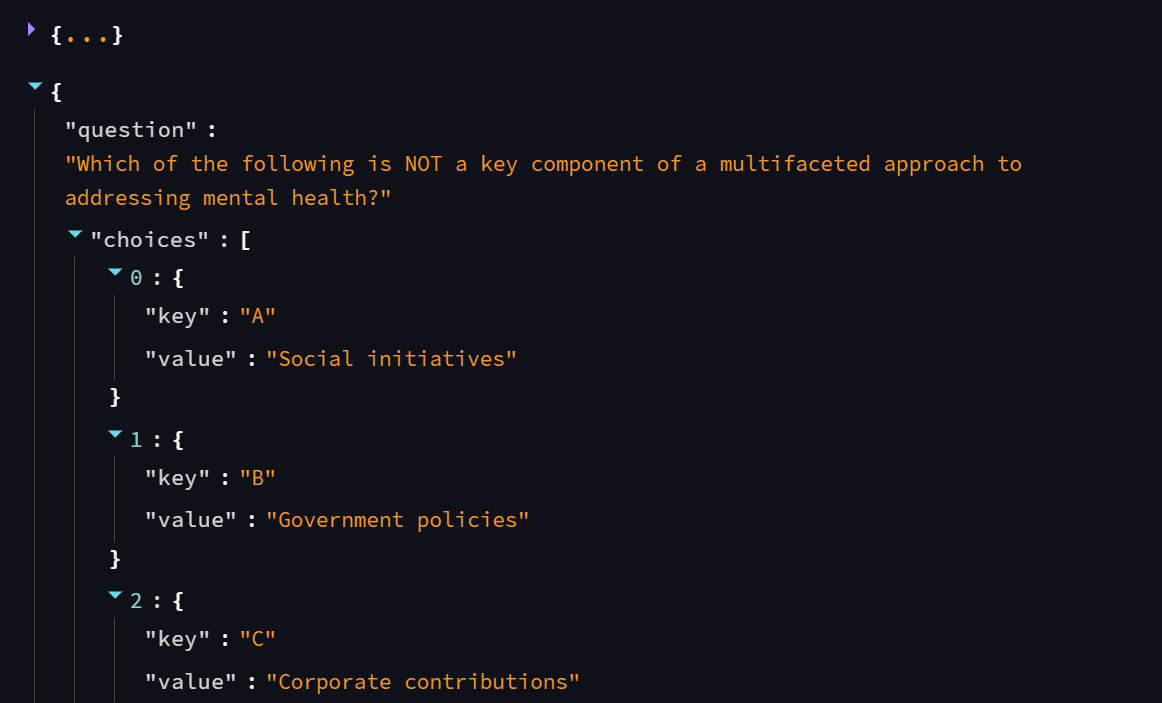 {...}
{
"question" :
"Which of the following is NOT a key component of a multifaceted approach to
addressing mental health?"
"choices" : [
0 : {
"key" : "A"
"value" : "Social initiatives"
}
1 : {
"key" : "B"
"value" : "Government policies"
}
2 : {
"key" : "C"
"value" : "Corporate contributions"